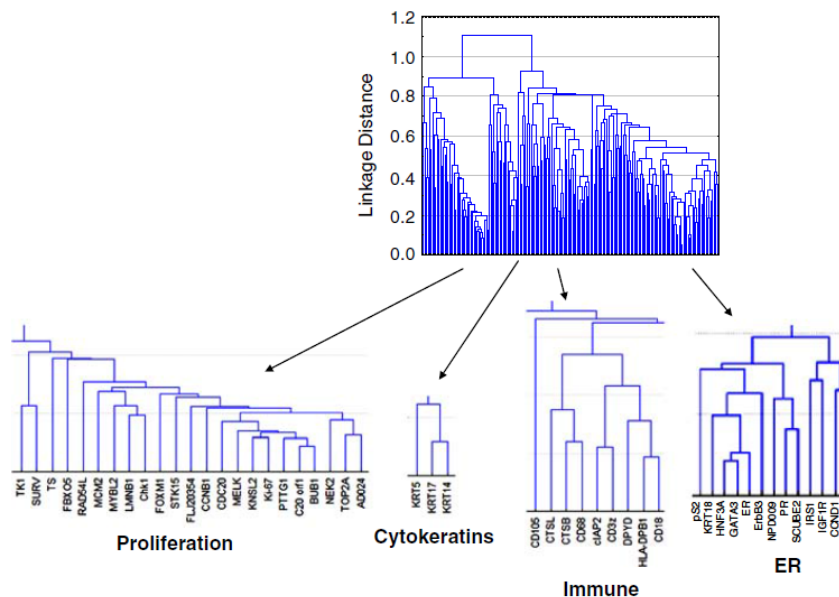 1.2
1.0
0.8
0.6
0.4
0.2
0.0
Linkage Distance
TK1
SURV
TS
FBXO5
RAD54L
MCM2
MYBL2
LMNB1
Chk1
FOXM1
STK15
FLJ20354
CCNB1
CDC20
MELK
KNSL2
Ki-67
PTTG1
C20 orf1
BUB1
NEK2
TOP2A
AD024
Proliferation
KRT5
KRT17
KRT14
Cytokeratins
CD105
CTSL
CTSB
CD68
cIAP2
CD3z
DPYD
HLA-DPB1
CD18
Immune
pS2
KRT18
HNF3A
GATA3
ER
ErbB3
NPD009
PR
SCUBE2
IRS1
IGF1R
CCND1
ER